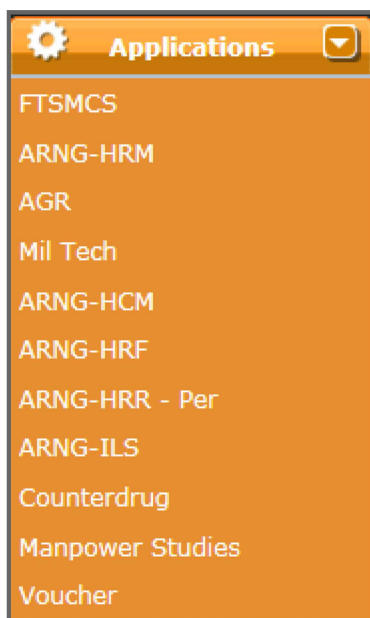 Applications
FTSMCS
ARNG-HRM
AGR
Mil Tech
ARNG-HCM
ARNG-HRF
ARNG-HRR - Per
ARNG-ILS
Counterdrug
Manpower Studies
Voucher